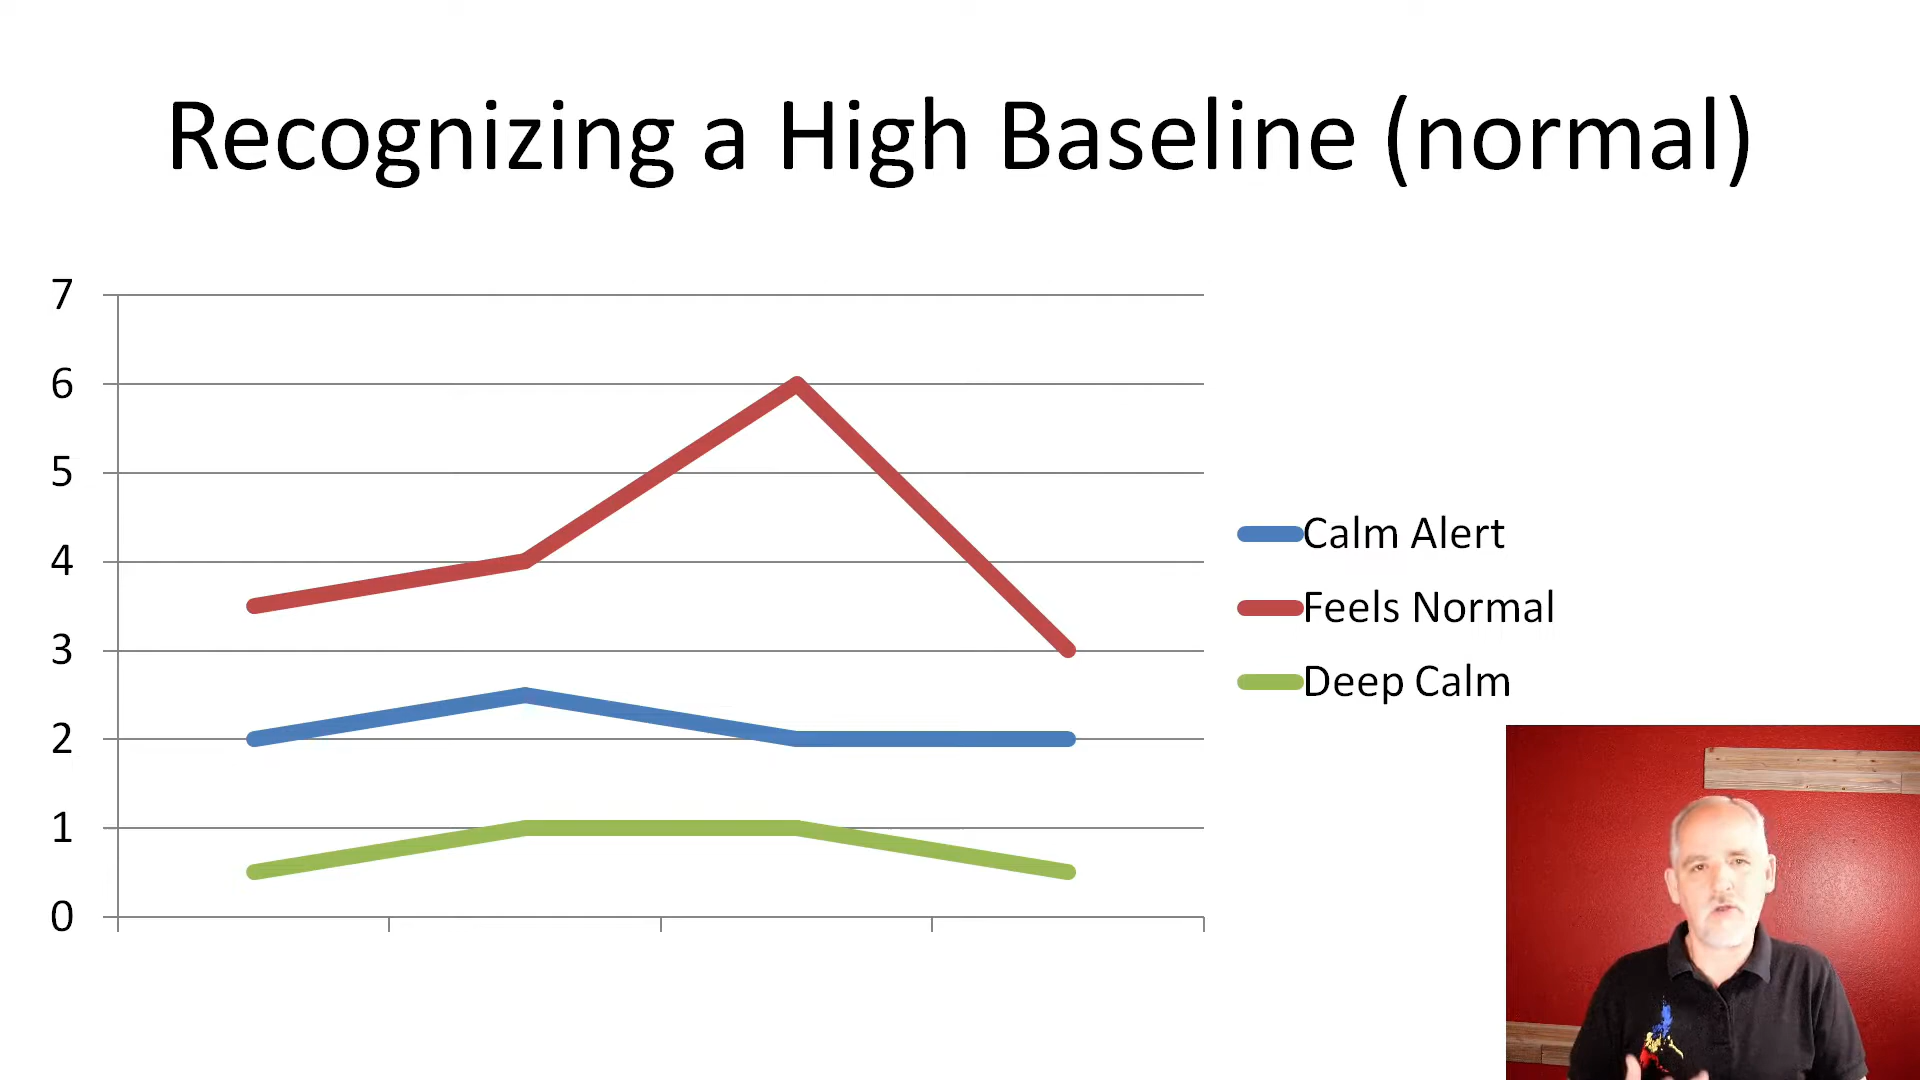 Recognizing a High Baseline (normal)
7
6
5
4
3
2
1
0
Calm Alert
Feels Normal
Deep Calm